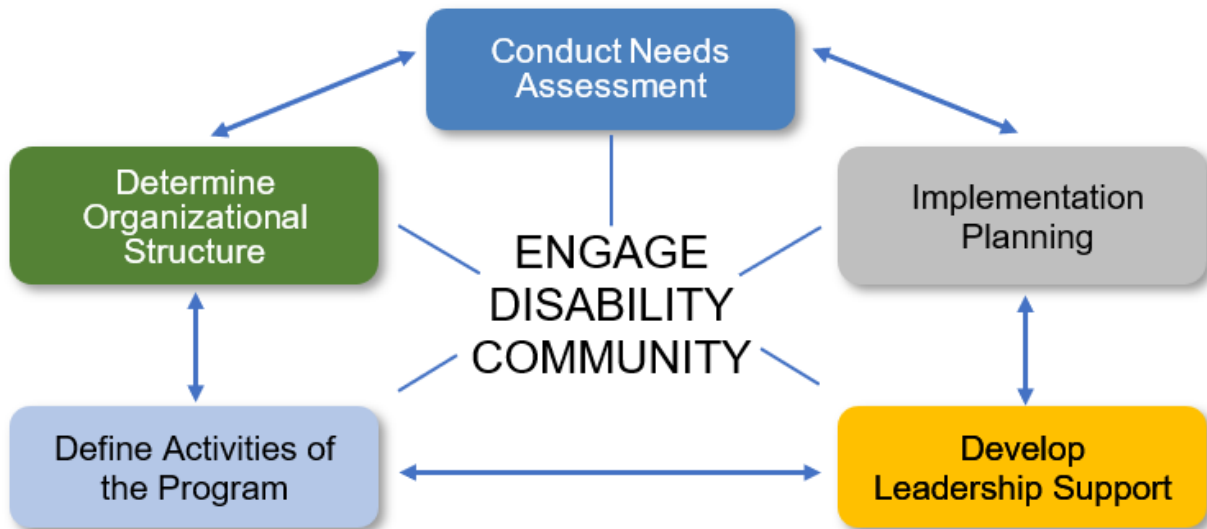 Conduct Needs
Assessment
Determine
Organizational
Structure
Implementation
Planning
ENGAGE
DISABILITY
COMMUNITY
Define Activities of
the Program
Develop
Leadership Support